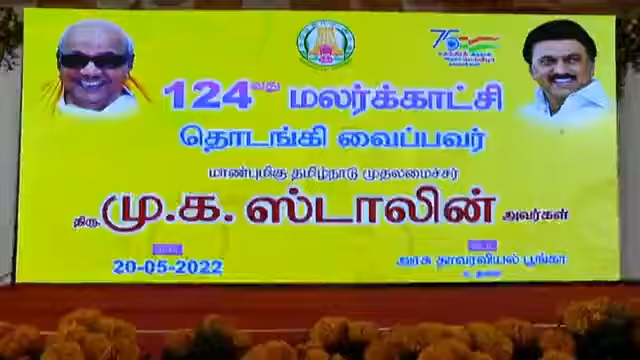 124வது மலர்க்காட்சி
தொடங்கி வைப்பவர்
மாண்புமிகு தமிழ்நாடு முதலமைச்சர்
திரு. மு.க. ஸ்டாலின் அவர்கள்
20-05-2022
அரசு தாவரவியல் பூங்கா